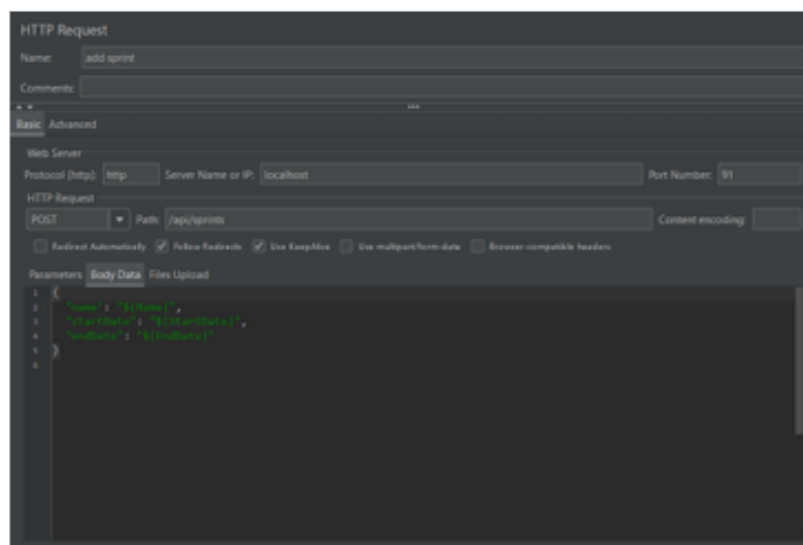 HTTP Request
Name: add sprint
Comments:
Basic Advanced
Web Server
Protocol [http]: http Server Name or IP: localhost Port Number: 91
HTTP Request
POST Path: /api/sprints Content encoding:
Redirect Automatically Follow Redirects Use KeepAlive Use multipart/form-data Browser-compatible headers
Parameters Body Data Files Upload
1 {
2 "name": "${Name}",
3 "startDate": "${StartDate}",
4 "endDate": "${EndDate}"
5 }
6